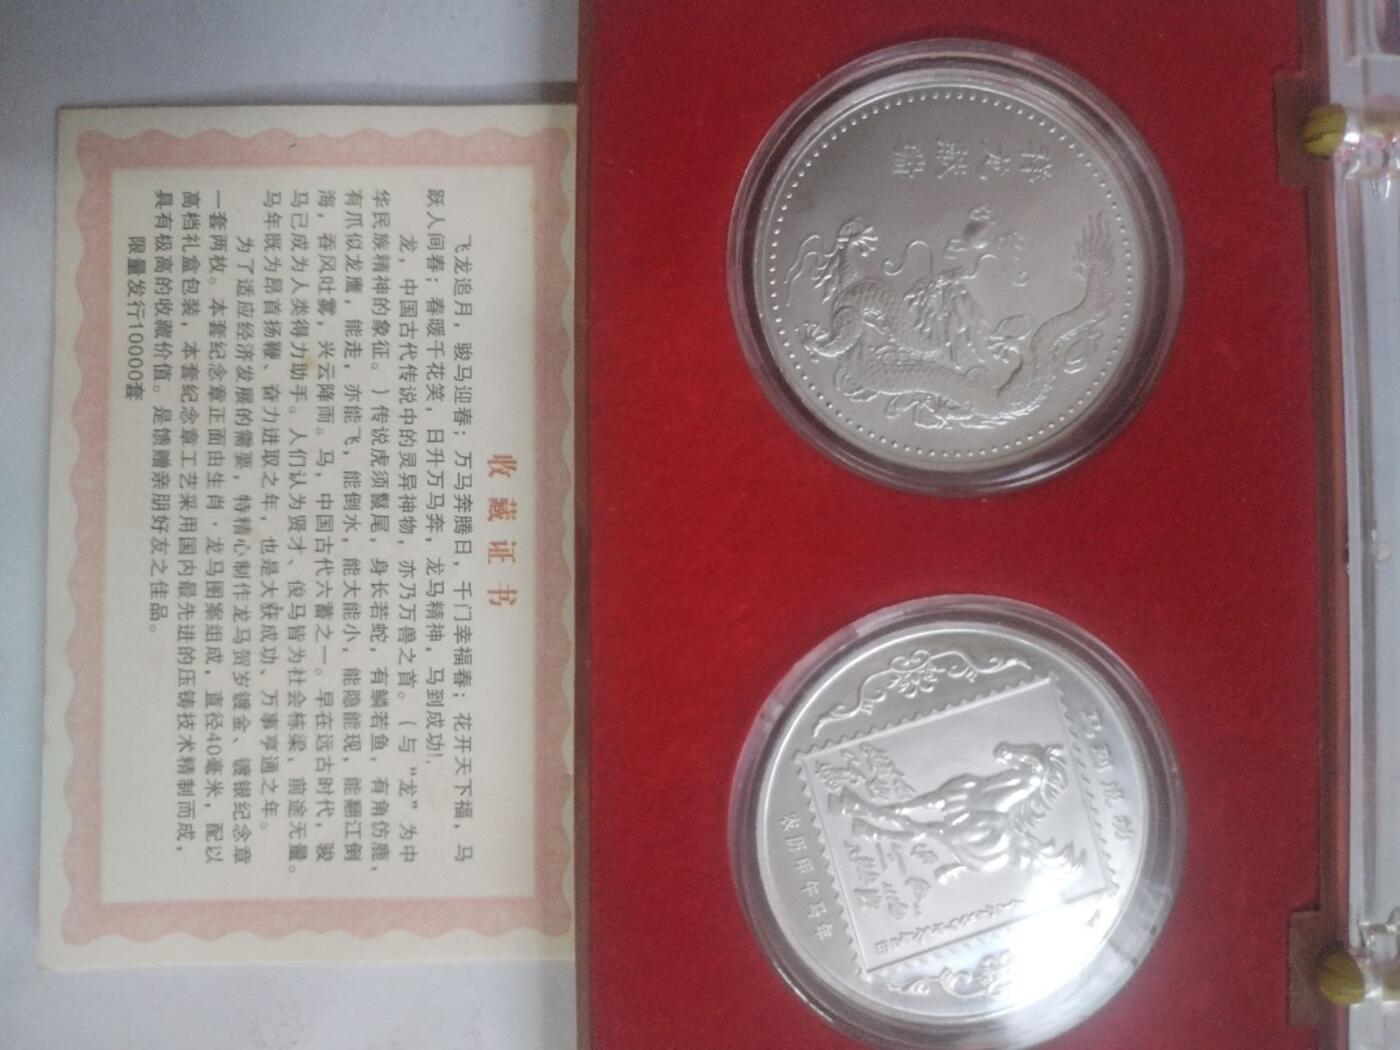 收藏证书
飞龙追月，骏马迎春；万马奔腾日，千门幸福春；花开天下福，马
跃人间春；春暖千花笑，日升万马奔，龙马精神，马到成功！
龙，中国古代传说中的灵异神物，亦乃万兽之首。（与“龙”为中
华民族精神的象征。）传说虎须鬣尾，身长若蛇，有鳞若鱼，有角仿鹿，
有爪似龙鹰，能走，亦能飞，能倒水，能大能小，能隐能现，能翻江倒
海，吞风吐雾，兴云降雨。马，中国古代六蓄之一。早在远古时代，骏
马已成为人类得力助手。人们认为贤才、俊马皆为社会栋梁，前途无量。
马年既为昂首扬鞭、奋力进取之年，也是大获成功、万事亨通之年。
为了适应经济发展的需要，特精心制作龙马贺岁镀金、镀银纪念章
一套两枚。本套纪念章正面由生肖·龙马图案组成，直径40毫米，配以
高档礼盒包装，本套纪念章工艺采用国内最先进的压铸技术精制而成，
具有极高的收藏价值。是馈赠亲朋好友之佳品。
限量发行10000套
祥龙献瑞
马到成功
农历甲午马年